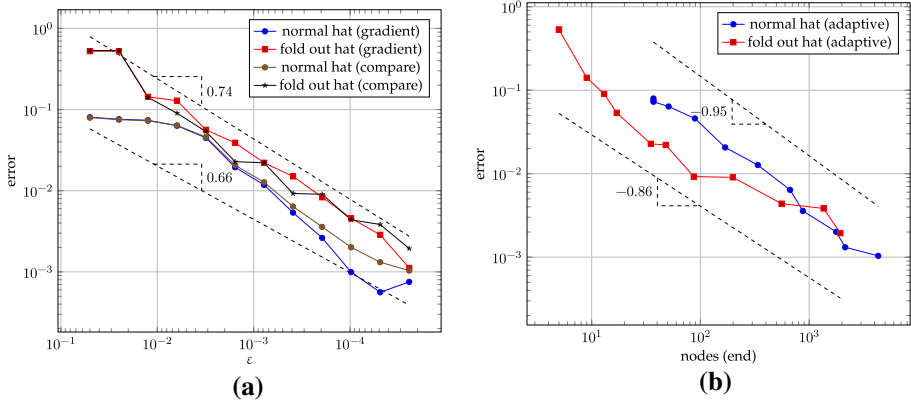 normal hat (gradient)
fold out hat (gradient)
normal hat (compare)
fold out hat (compare)
error
10^0
10^−1
10^−2
10^−3
0.74
0.66
10^−1
10^−2
10^−3
10^−4
ε
(a)
normal hat (adaptive)
fold out hat (adaptive)
error
10^0
10^−1
10^−2
10^−3
−0.95
−0.86
10^1
10^2
10^3
nodes (end)
(b)